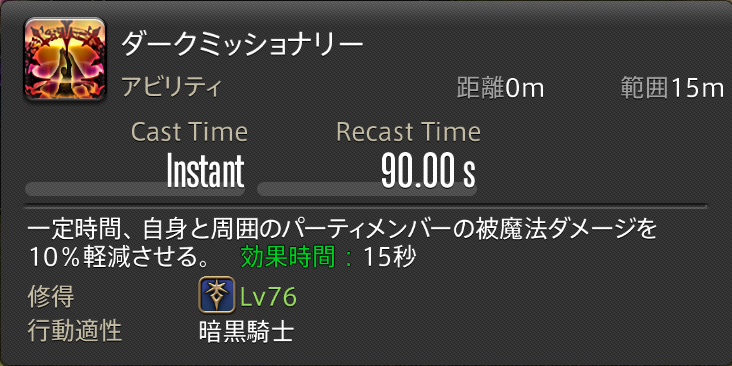 ダークミッショナリー
アビリティ 距離0m 範囲15m
Cast Time Recast Time
Instant 90.00 s
一定時間、自身と周囲のパーティメンバーの被魔法ダメージを
10%軽減させる。 効果時間：15秒
修得 Lv76
行動適性 暗黒騎士